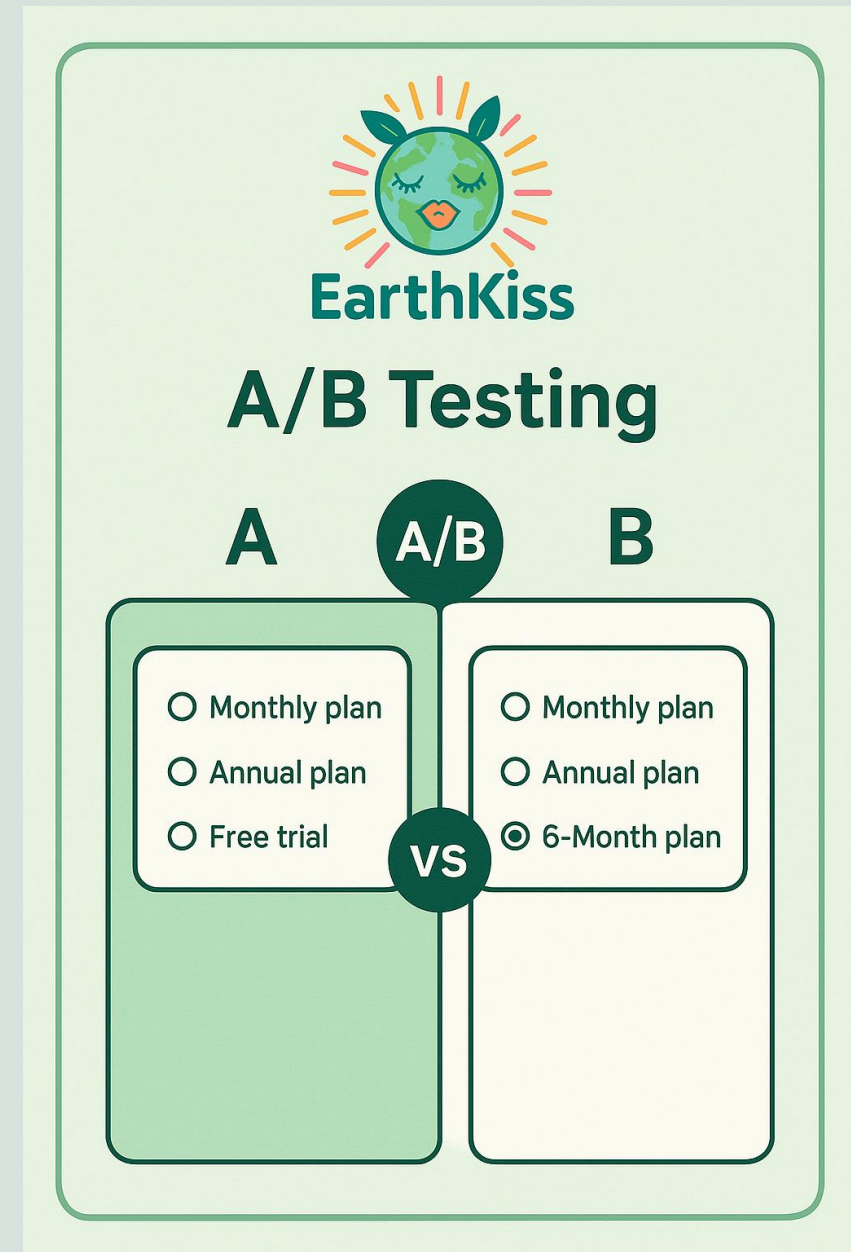 EarthKiss
A/B Testing
A
A/B
B
Monthly plan
Annual plan
Free trial
VS
Monthly plan
Annual plan
6-Month plan